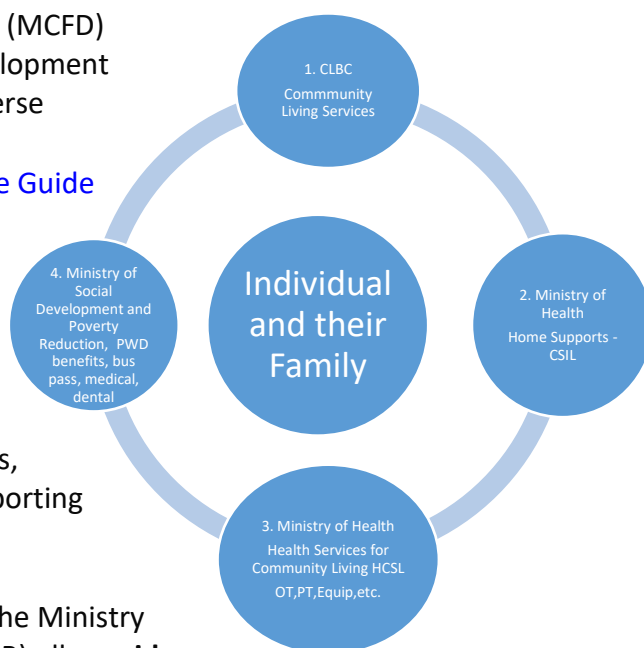 (MCFD)
elopment
erse
e Guide
s,
porting
he Ministry
1. CLBC
Commmunity
Living Services
2. Ministry of
Health
Home Supports -
CSIL
3. Ministry of Health
Health Services for
Community Living HCSL
OT,PT,Equip,etc.
4. Ministry of
Social
Development and
Poverty
Reduction, PWD
benefits, bus
pass, medical,
dental
Individual
and their
Family